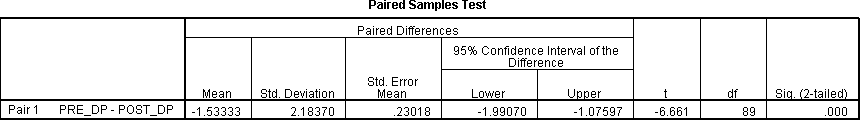 Paired Samples Test
Paired Differences
95% Confidence Interval of the
Difference
Mean Std. Deviation Std. Error Mean Lower Upper t df Sig. (2-tailed)
Pair 1 PRE_DP - POST_DP -1.53333 2.18370 .23018 -1.99070 -1.07597 -6.661 89 .000